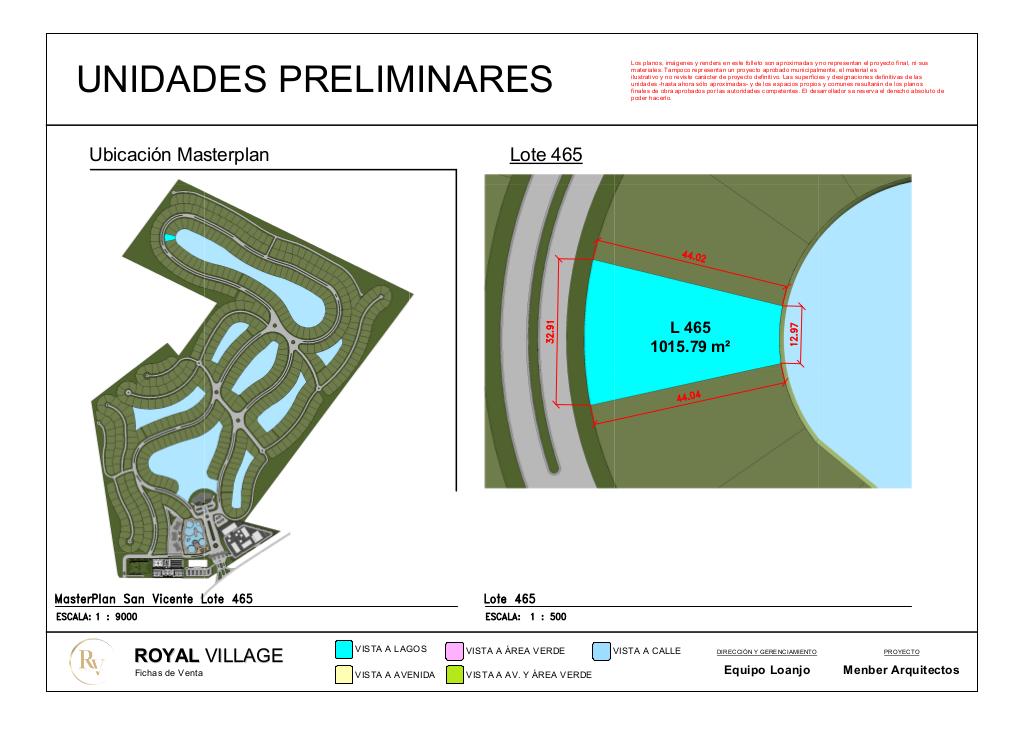 UNIDADES PRELIMINARES
Los planos, imágenes y renders en este folleto son aproximadas y no representan el proyecto final, ni sus
materiales. Tampoco representan un proyecto aprobado municipalmente, el material es
ilustrativo y no reviste carácter de proyecto definitivo. Las superficies y designaciones definitivas de las
unidades -hasta ahora sólo aproximadas- y de los espacios propios y comunes resultarán de los planos
finales de obra aprobados por las autoridades competentes. El desarrollador se reserva el derecho absoluto de
poder hacerlo.
Ubicación Masterplan
Lote 465
44.02
32.91
L 465
1015.79 m²
12.97
44.04
MasterPlan San Vicente Lote 465
ESCALA: 1 : 9000
Lote 465
ESCALA: 1 : 500
RV
ROYAL VILLAGE
Fichas de Venta
VISTA A LAGOS
VISTA A ÁREA VERDE
VISTA A CALLE
VISTA A AVENIDA
VISTA A AV. Y ÁREA VERDE
DIRECCIÓN Y GERENCIAMIENTO
Equipo Loanjo
PROYECTO
Menber Arquitectos